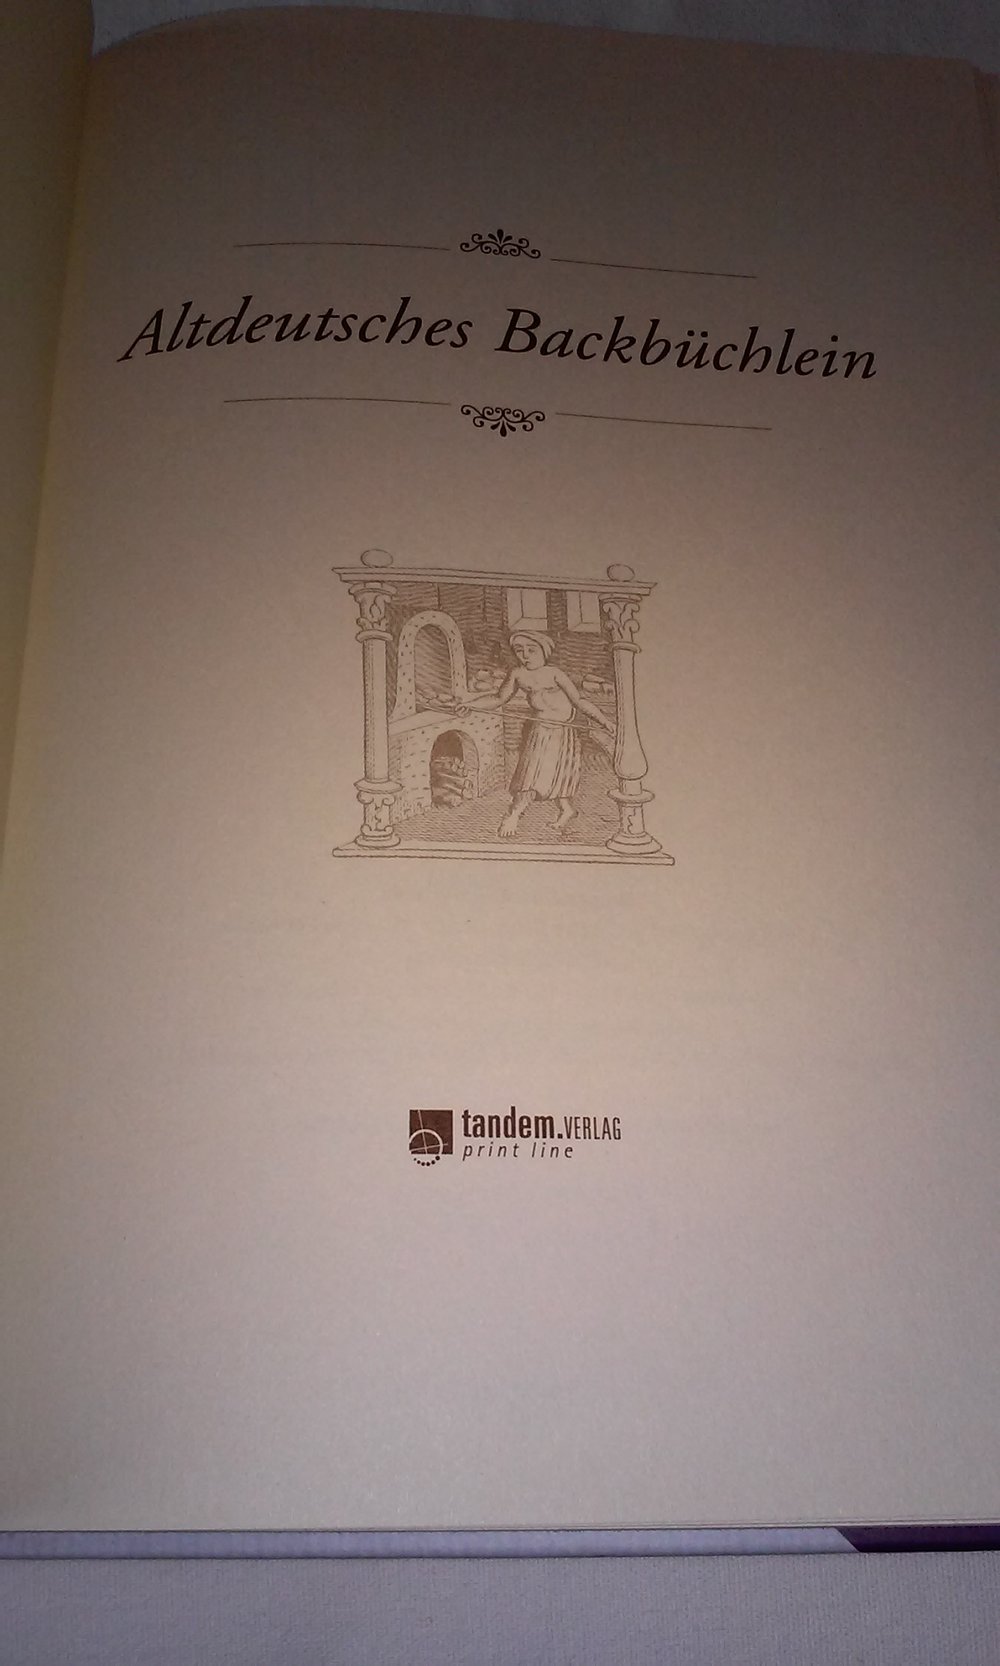 Altdeutsches Backbüchlein
tandem.VERLAG
print line